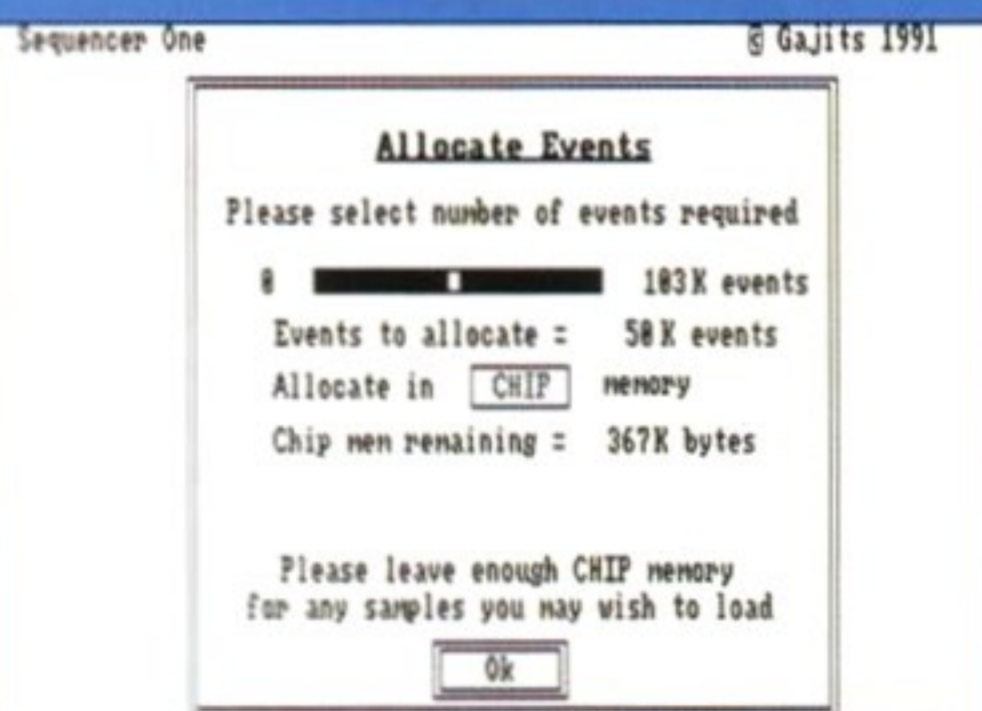 Sequencer One
© Gajits 1991
Allocate Events
Please select number of events required
0 103K events
Events to allocate = 50K events
Allocate in CHIP memory
Chip mem remaining = 367K bytes
Please leave enough CHIP memory
for any samples you may wish to load
Ok